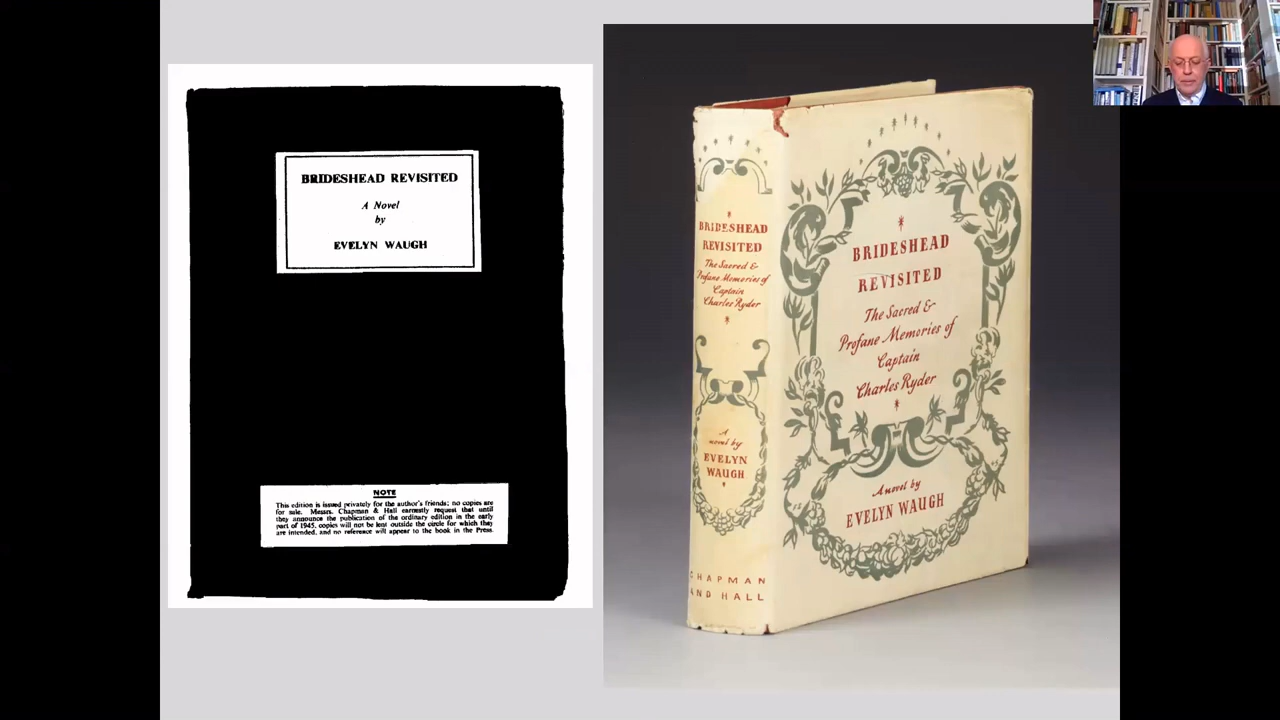 BRIDESHEAD REVISITED
A Novel
by
EVELYN WAUGH
NOTE
This edition is issued privately for the author's friends; no copies are
for sale. Messrs. Chapman & Hall earnestly request that until
they announce the publication of the ordinary edition in the early
part of 1945, copies will not be lent outside the circle for which they
are intended, and no reference will appear to the book in the Press.
BRIDESHEAD
REVISITED
The Sacred &
Profane Memories of
Captain
Charles Ryder
A
novel by
EVELYN
WAUGH
CHAPMAN
AND HALL
BRIDESHEAD
REVISITED
The Sacred &
Profane Memories of
Captain
Charles Ryder
A novel by
EVELYN WAUGH